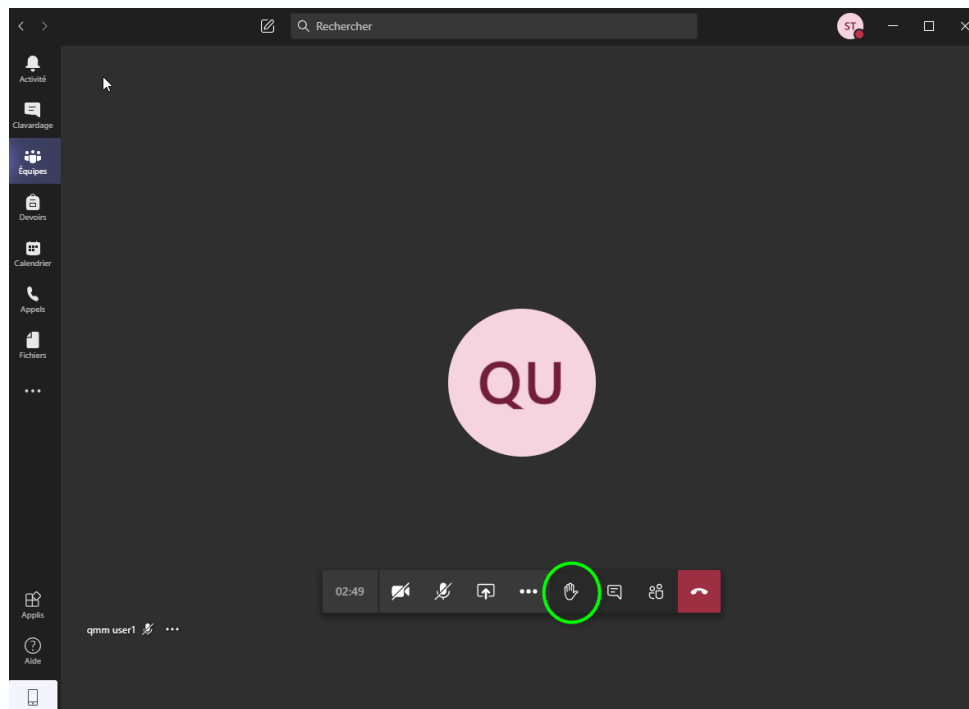 Rechercher
ST
Activité
Clavardage
Équipes
Devoirs
Calendrier
Appels
Fichiers
QU
02:49
Applis
qmm user1
Aide